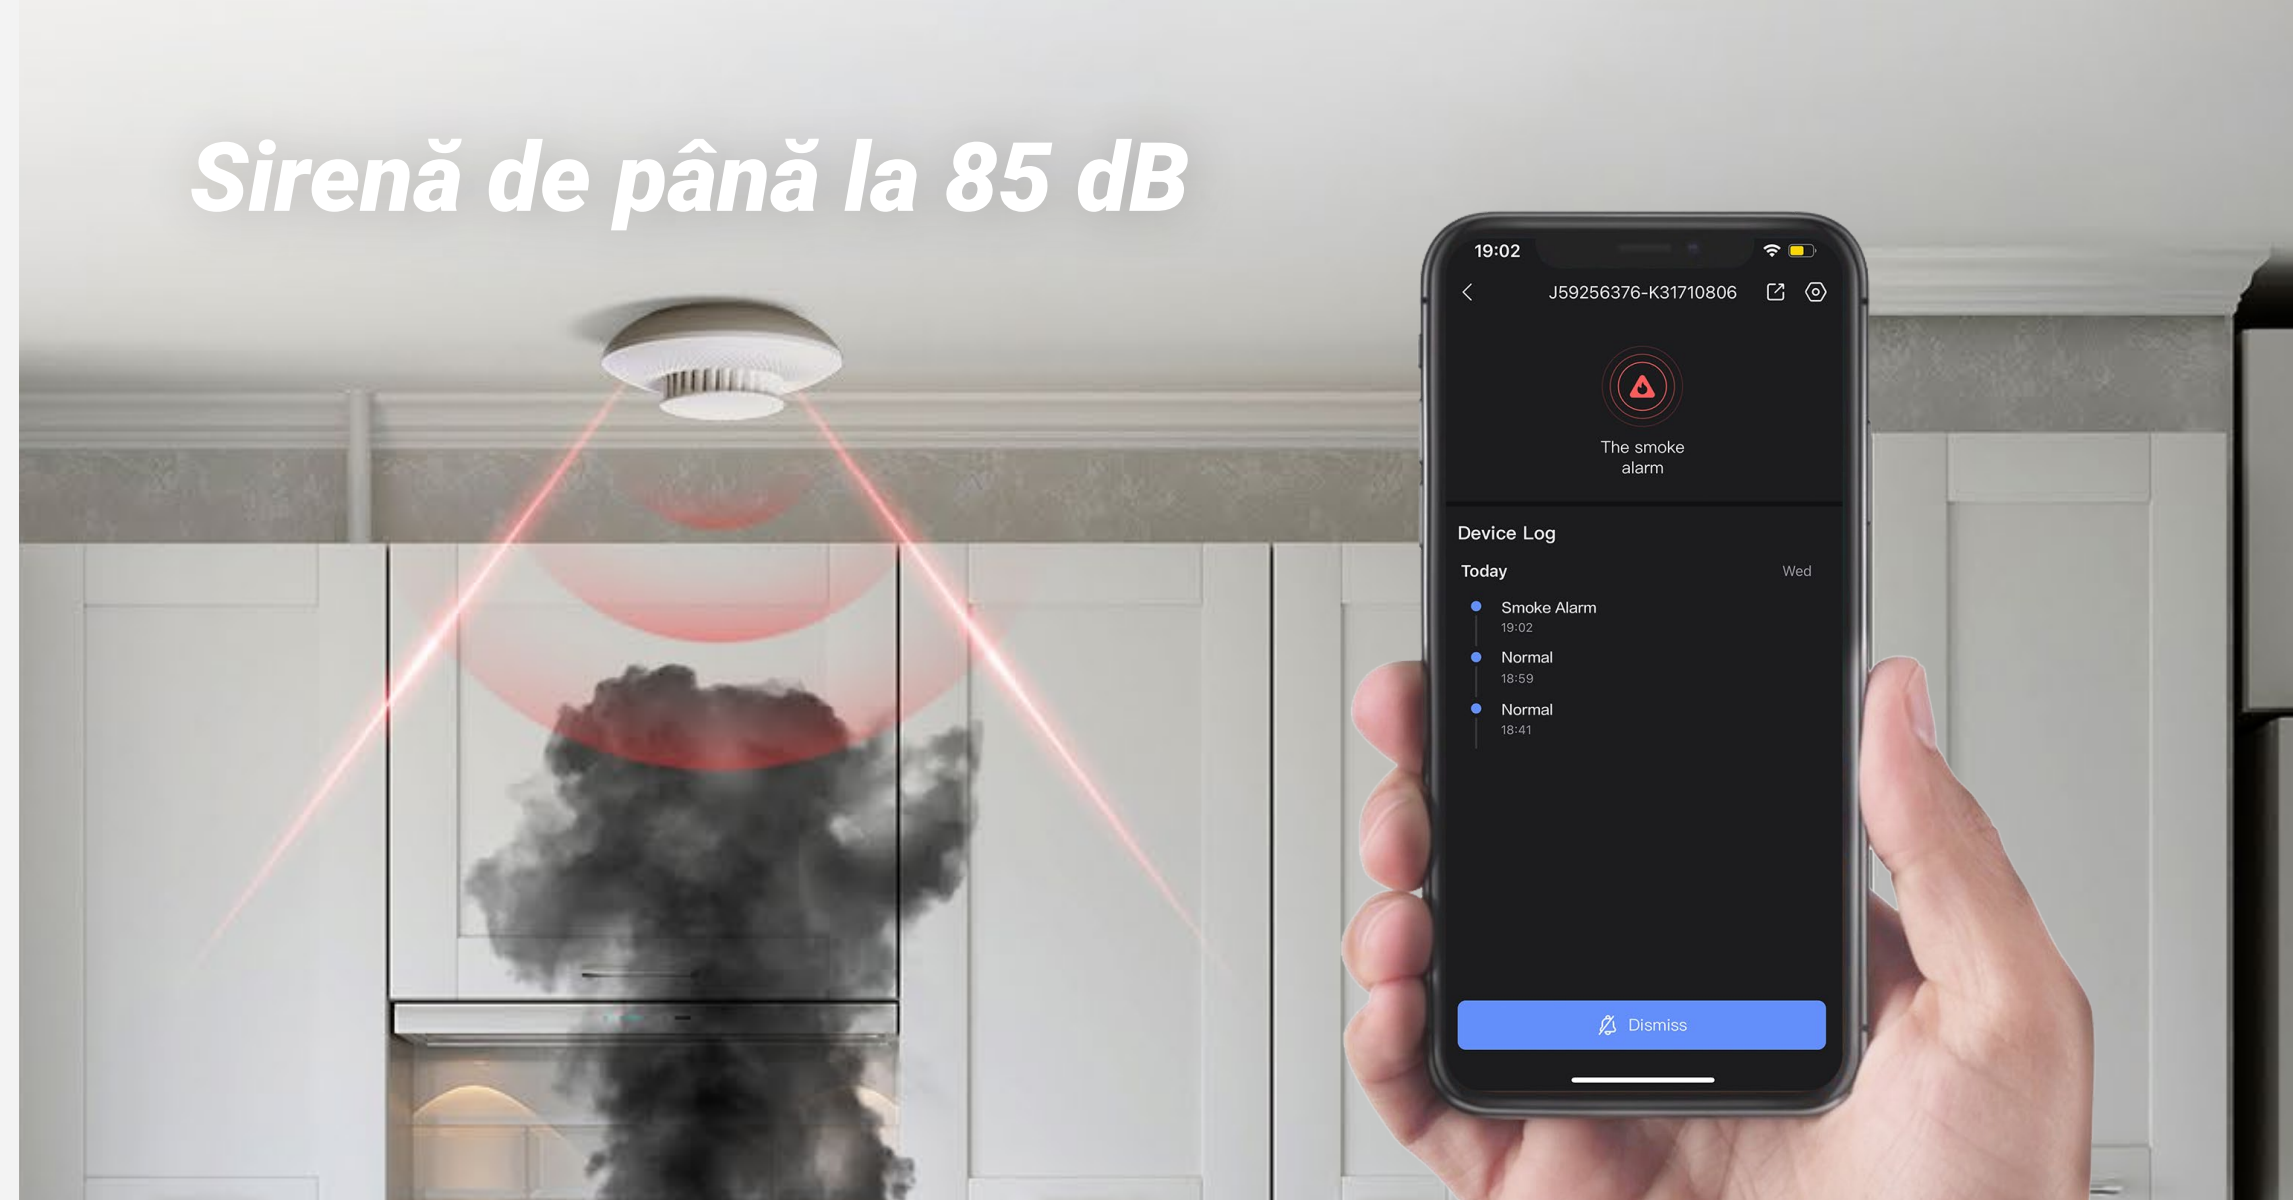 Sirenă de până la 85 dB
19:02
J59256376-K31710806
The smoke
alarm
Device Log
Today Wed
Smoke Alarm
19:02
Normal
18:59
Normal
18:41
Dismiss